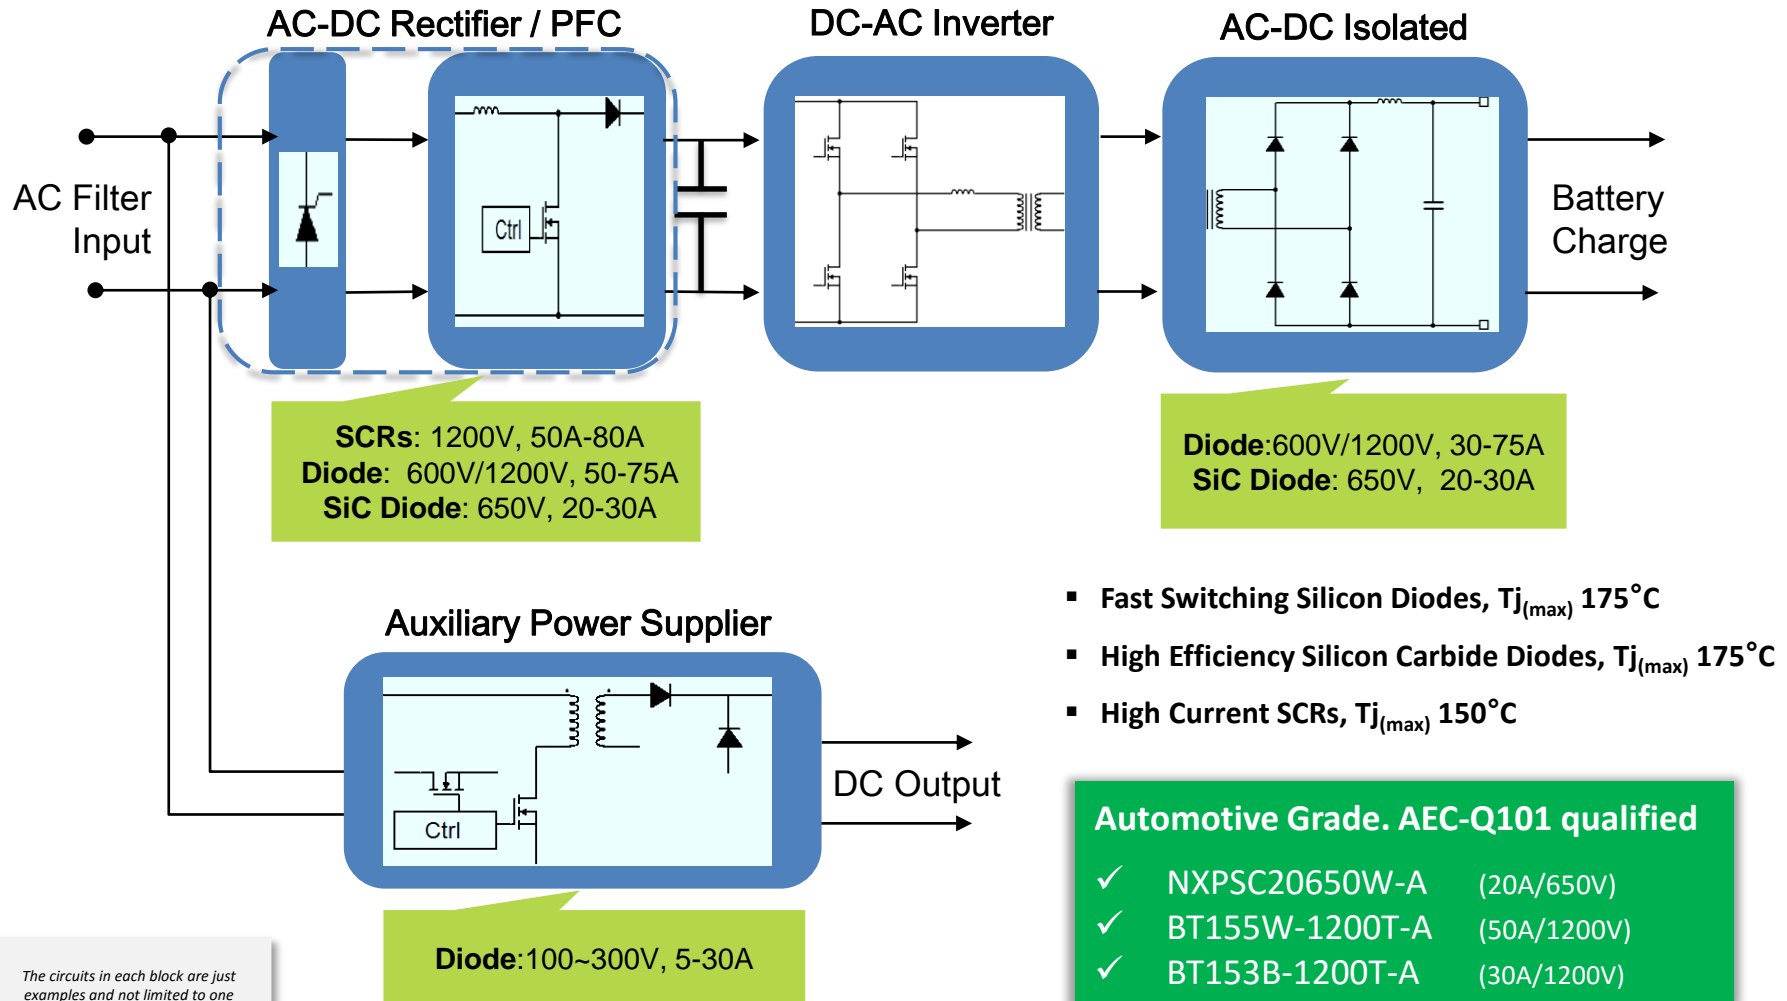 AC-DC Rectifier / PFC
DC-AC Inverter
AC-DC Isolated
AC Filter
Input
Ctrl
Battery
Charge
SCRs: 1200V, 50A-80A
Diode: 600V/1200V, 50-75A
SiC Diode: 650V, 20-30A
Diode:600V/1200V, 30-75A
SiC Diode: 650V, 20-30A
Auxiliary Power Supplier
Ctrl
DC Output
Diode:100~300V, 5-30A
▪ Fast Switching Silicon Diodes, Tj(max) 175°C
▪ High Efficiency Silicon Carbide Diodes, Tj(max) 175°C
▪ High Current SCRs, Tj(max) 150°C
Automotive Grade. AEC-Q101 qualified
✓ NXPSC20650W-A (20A/650V)
✓ BT155W-1200T-A (50A/1200V)
✓ BT153B-1200T-A (30A/1200V)
The circuits in each block are just
examples and not limited to one